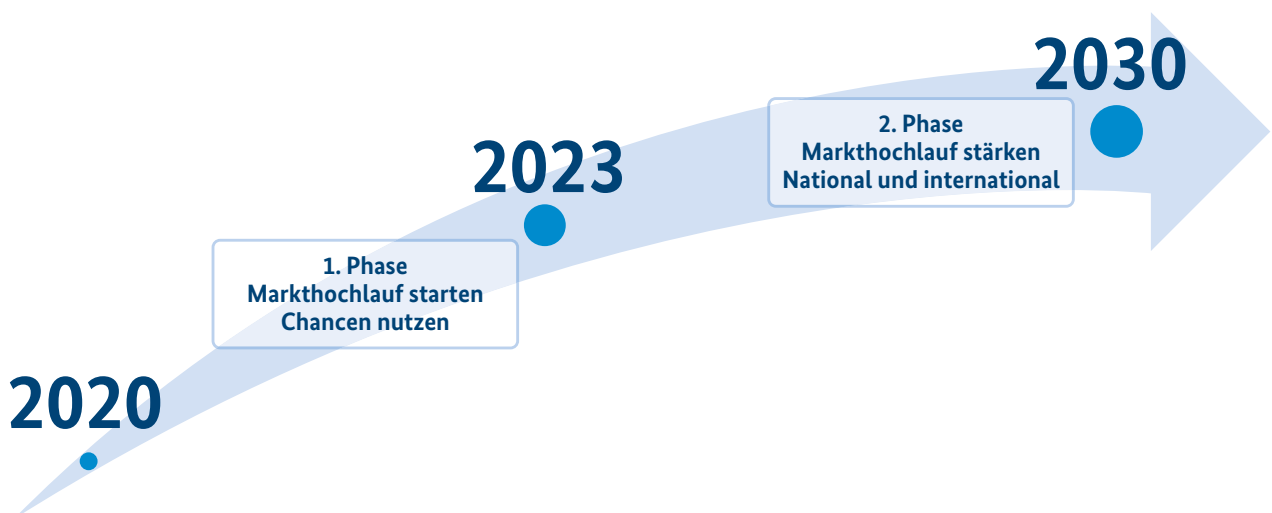 2020
1. Phase
Markthochlauf starten
Chancen nutzen
2023
2. Phase
Markthochlauf stärken
National und international
2030